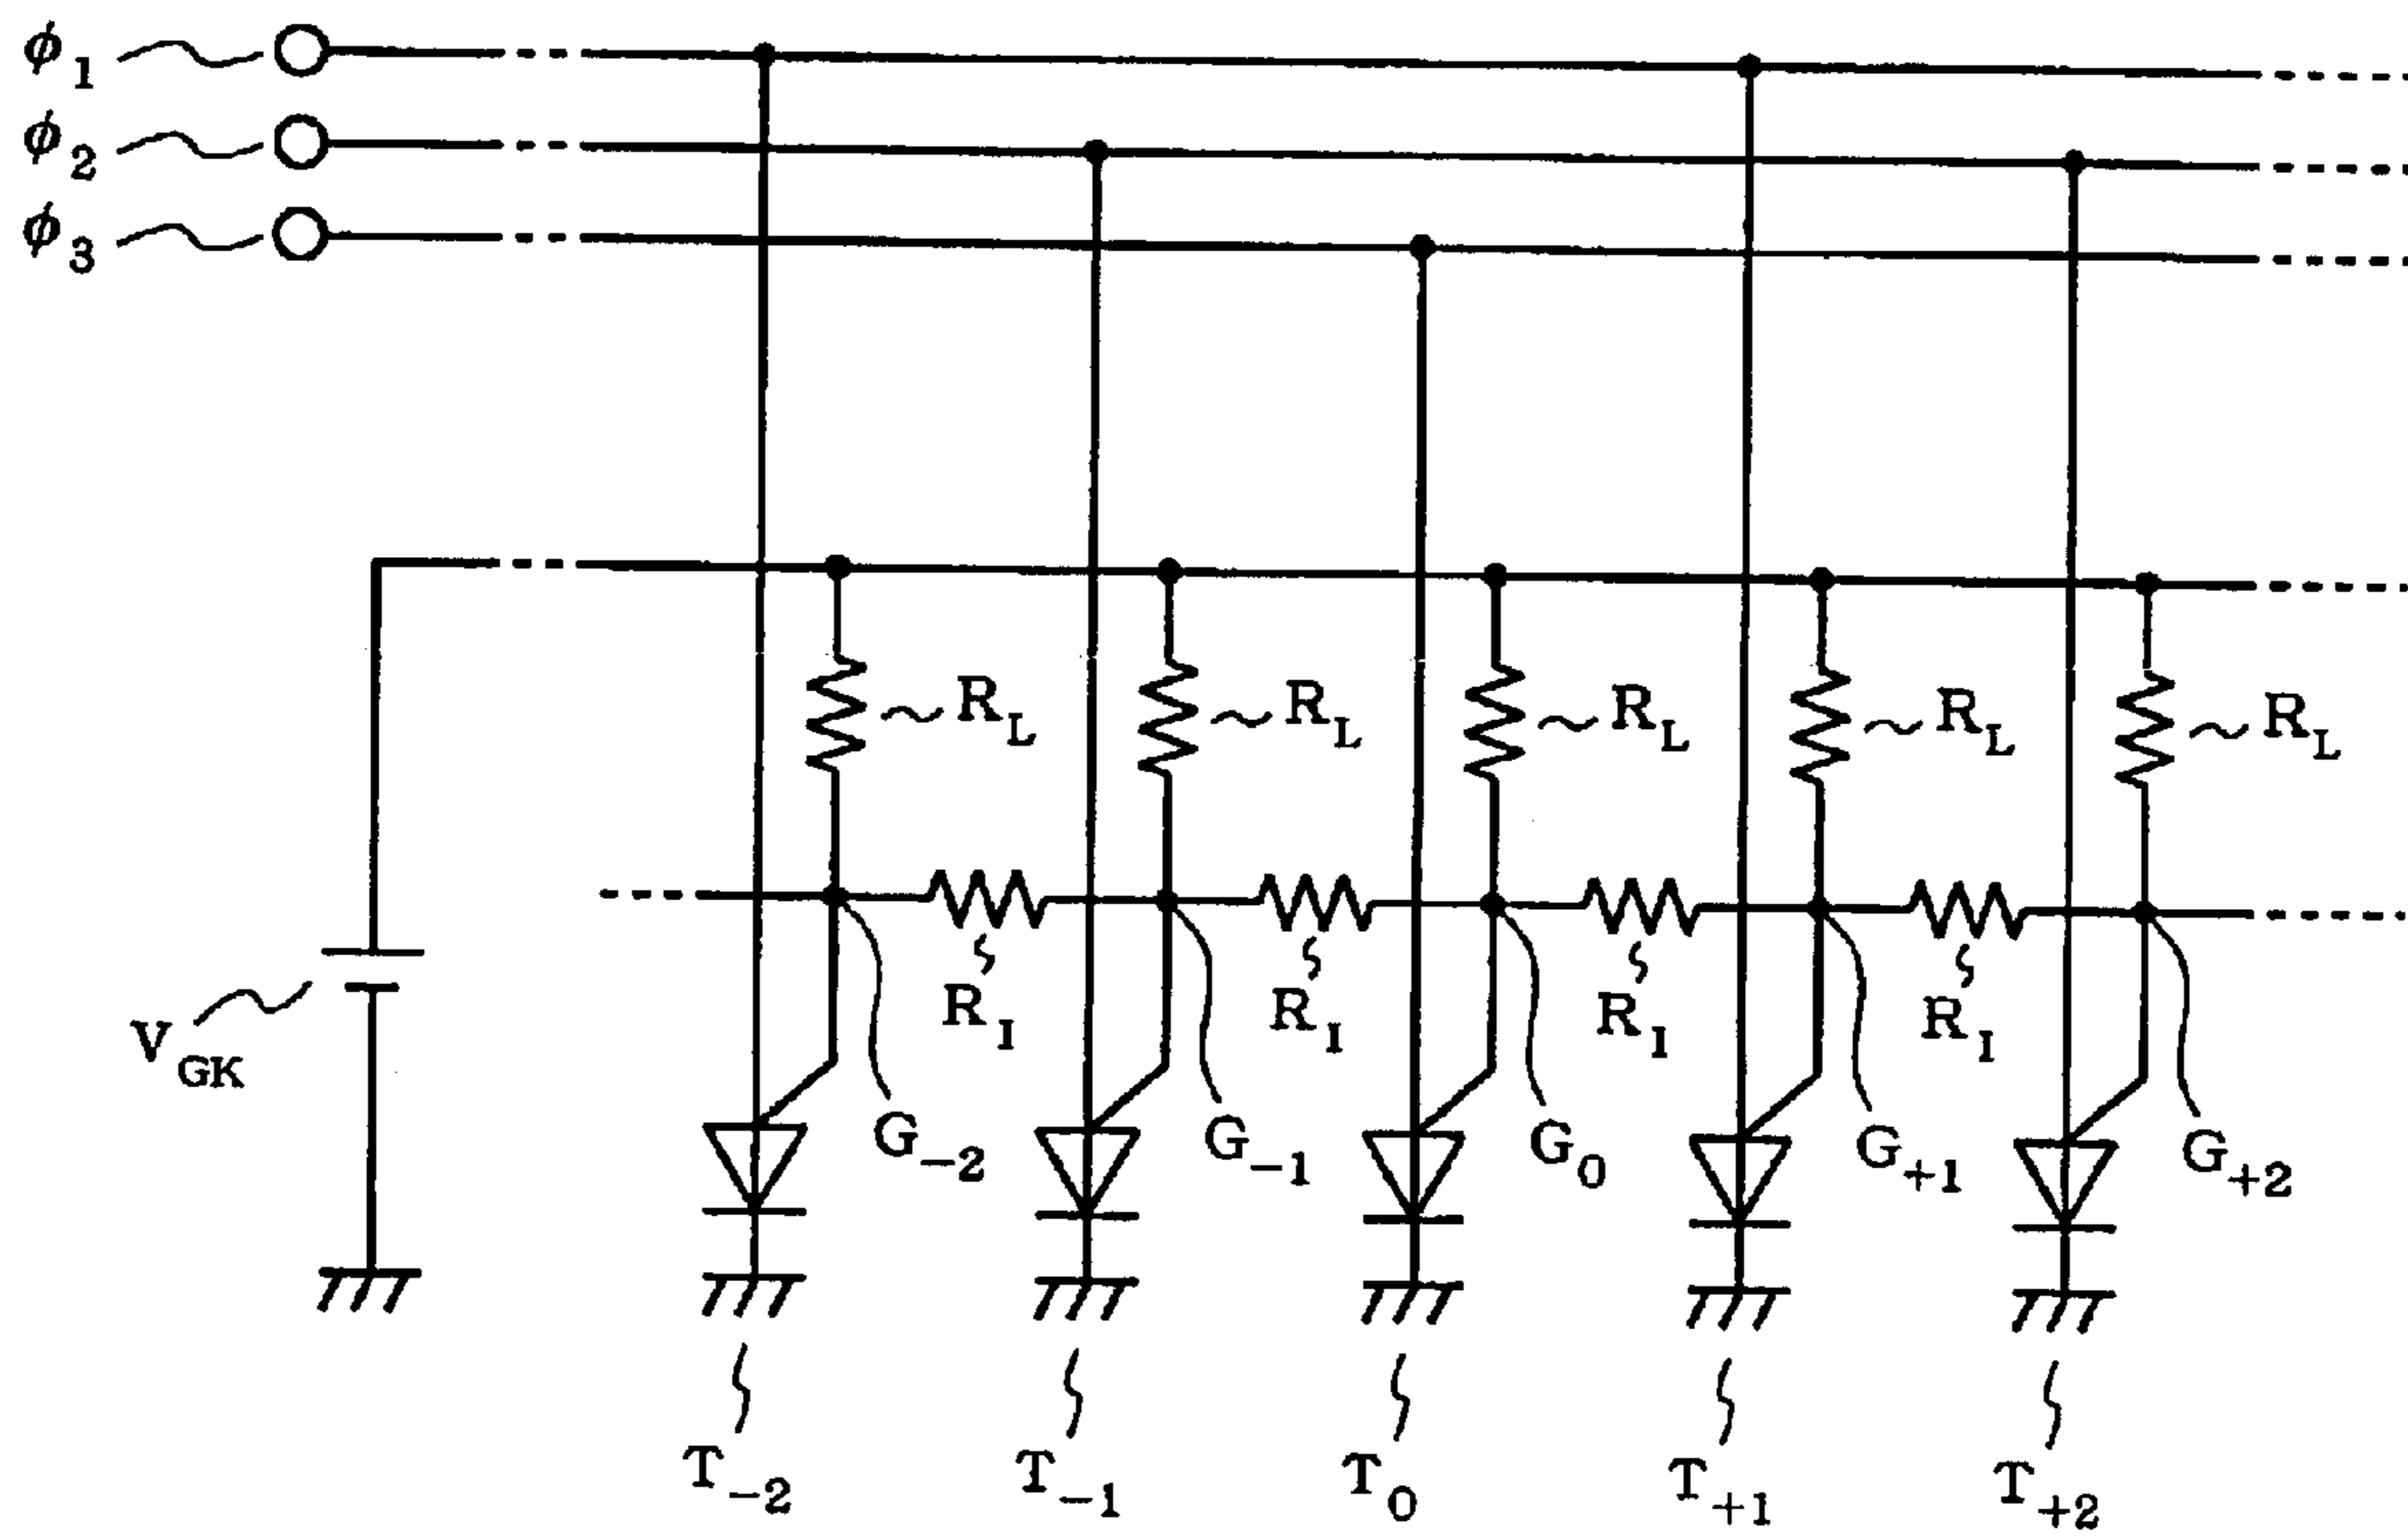 ϕ1
ϕ2
ϕ3
RL RL RL RL RL
RI RI RI RI
VGK
G-2 G-1 G0 G+1 G+2
T-2 T-1 T0 T+1 T+2